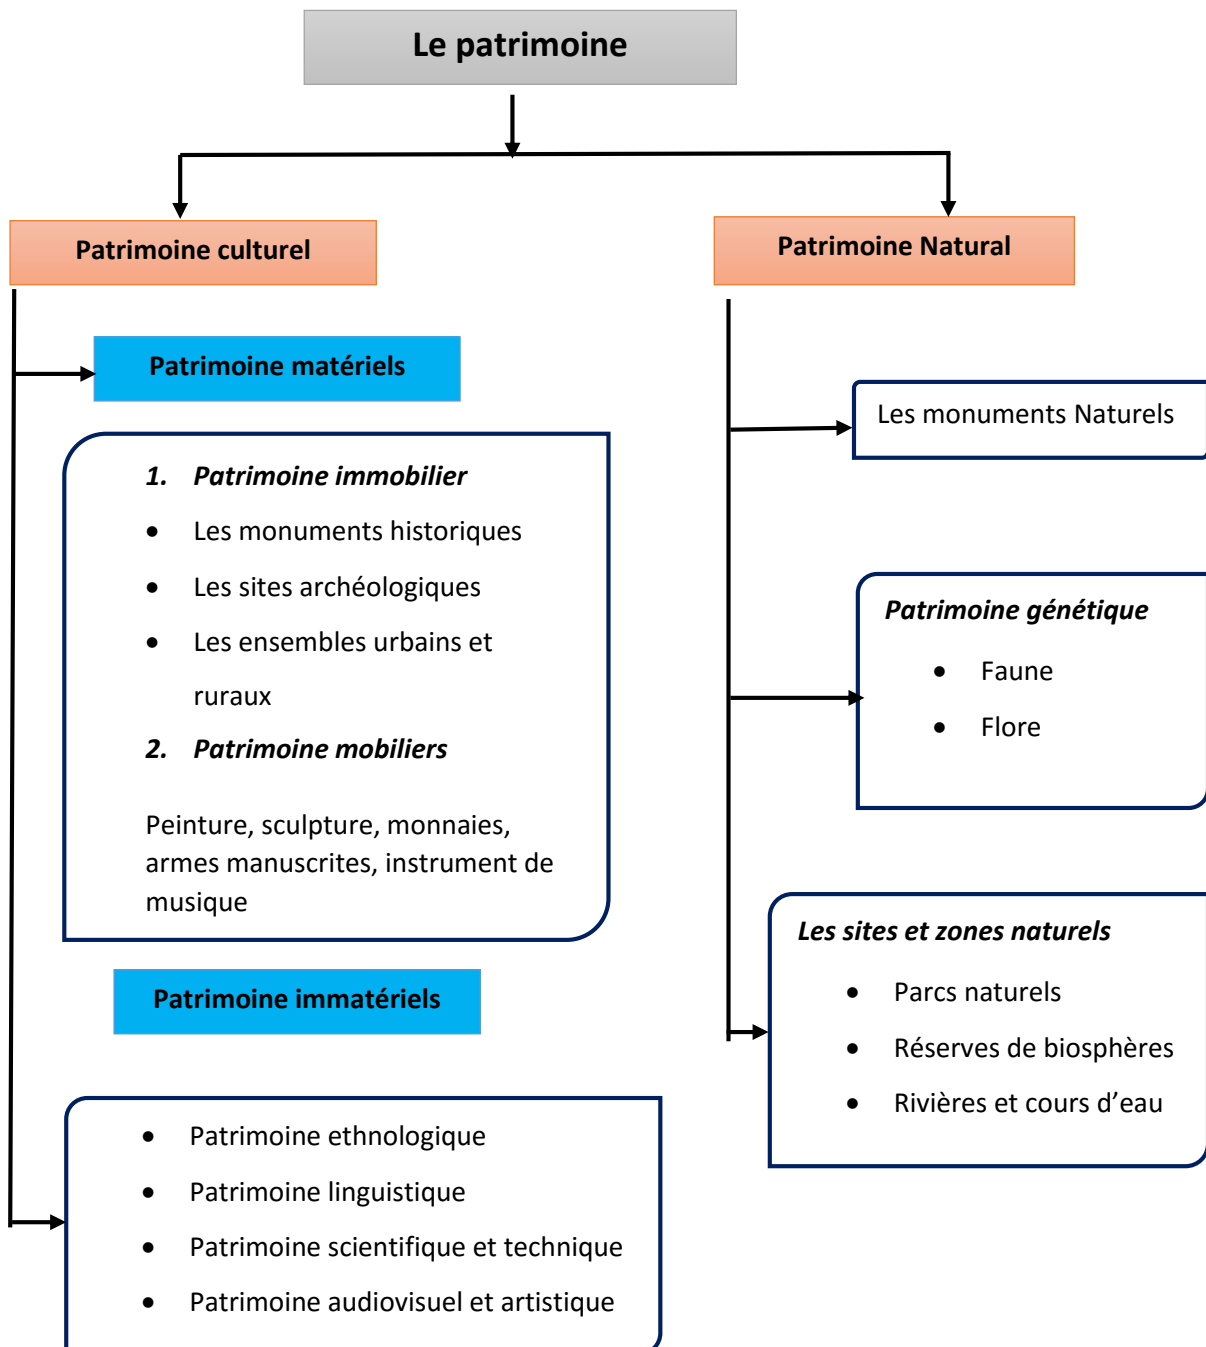 Le patrimoine
Patrimoine culturel
Patrimoine matériels
1. Patrimoine immobilier
• Les monuments historiques
• Les sites archéologiques
• Les ensembles urbains et
ruraux
2. Patrimoine mobiliers
Peinture, sculpture, monnaies,
armes manuscrites, instrument de
musique
Patrimoine immatériels
• Patrimoine ethnologique
• Patrimoine linguistique
• Patrimoine scientifique et technique
• Patrimoine audiovisuel et artistique
Patrimoine Natural
Les monuments Naturels
Patrimoine génétique
• Faune
• Flore
Les sites et zones naturels
• Parcs naturels
• Réserves de biosphères
• Rivières et cours d’eau